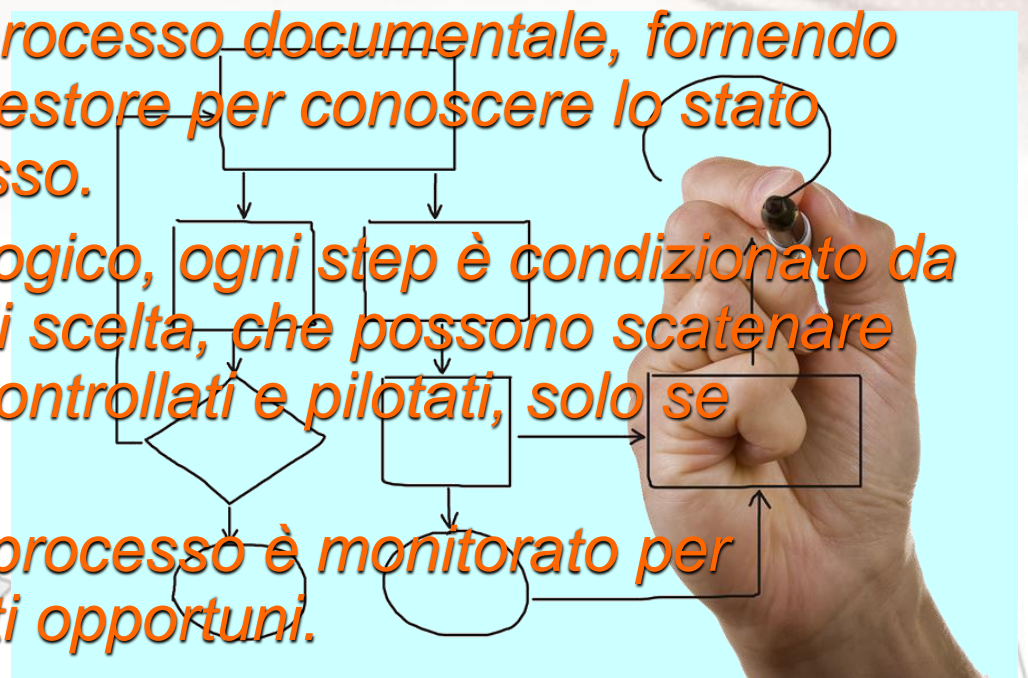 rocesso documentale, fornendo
estore per conoscere lo stato
sso.
ogico, ogni step è condizionato da
i scelta, che possono scatenare
ontrollati e pilotati, solo se
processo è monitorato per
ti opportuni.